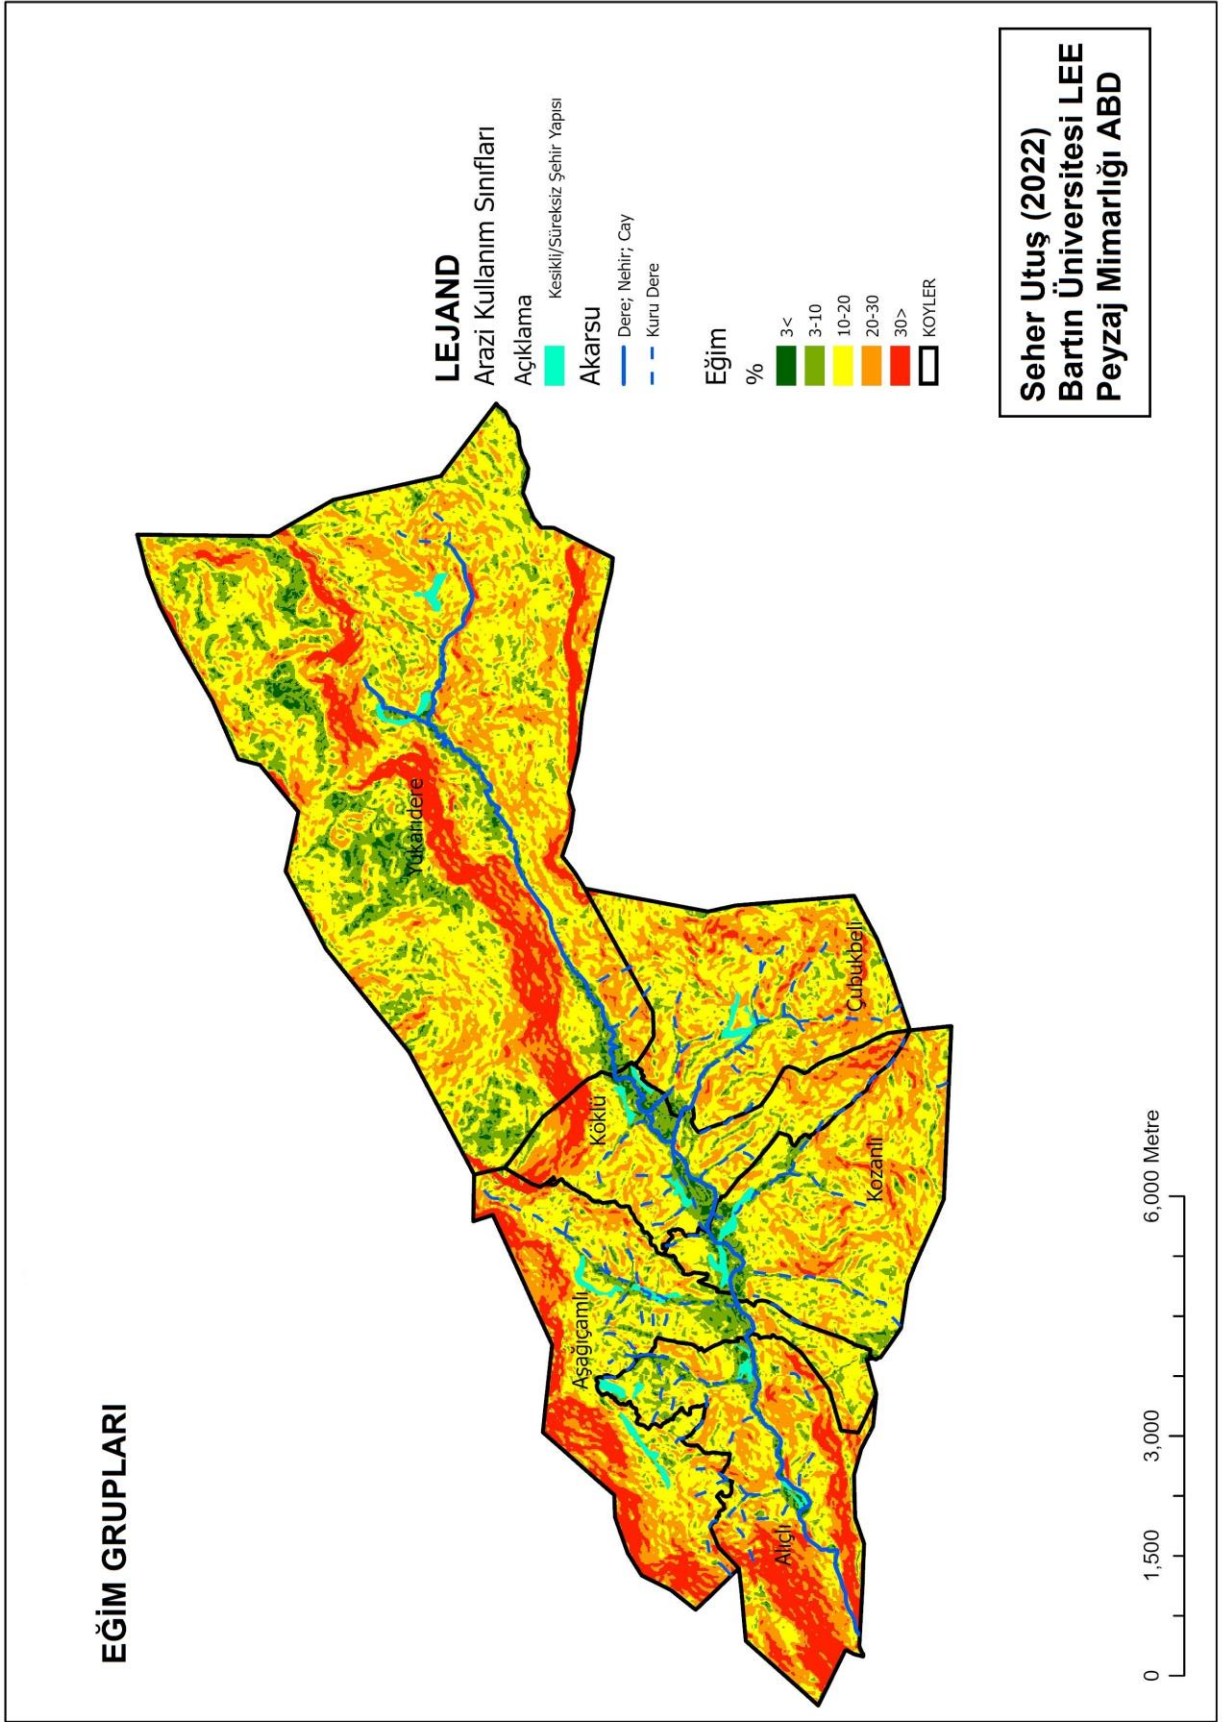 EĞİM GRUPLARI
Yukarıdere
Köklü
Aşağıçamlı
Çubukbeli
Kozanlı
Alıçlı
LEJAND
Arazi Kullanım Sınıfları
Açıklama
Kesikli/Süreksiz Şehir Yapısı
Akarsu
Dere; Nehir; Cay
Kuru Dere
Eğim
%
3<
3-10
10-20
20-30
30>
KOYLER
0 1,500 3,000 6,000 Metre
Seher Utuş (2022)
Bartın Üniversitesi LEE
Peyzaj Mimarlığı ABD